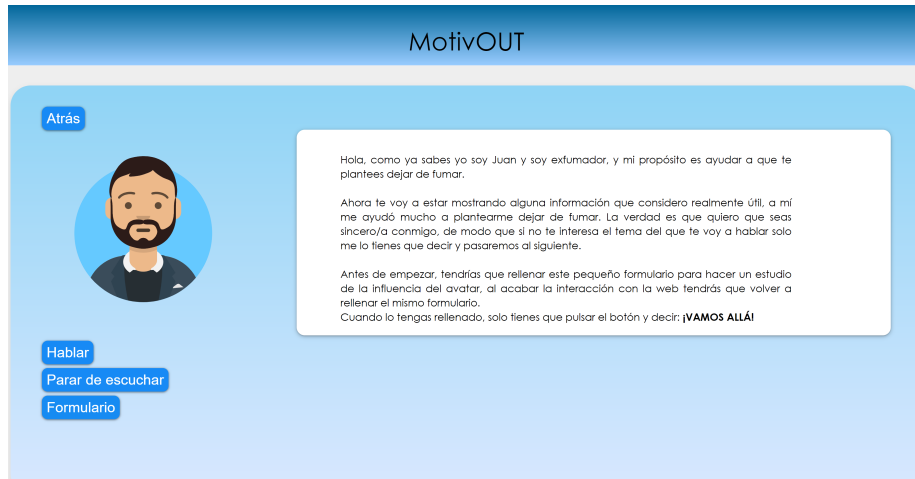 MotivOUT
Atrás
Hola, como ya sabes yo soy Juan y soy exfumador, y mi propósito es ayudar a que te
plantees dejar de fumar.
Ahora te voy a estar mostrando alguna información que considero realmente útil, a mí
me ayudó mucho a plantearme dejar de fumar. La verdad es que quiero que seas
sincero/a conmigo, de modo que si no te interesa el tema del que te voy a hablar solo
me lo tienes que decir y pasaremos al siguiente.
Antes de empezar, tendrías que rellenar este pequeño formulario para hacer un estudio
de la influencia del avatar, al acabar la interacción con la web tendrás que volver a
rellenar el mismo formulario.
Cuando lo tengas rellenado, solo tienes que pulsar el botón y decir: ¡VAMOS ALLÁ!
Hablar
Parar de escuchar
Formulario